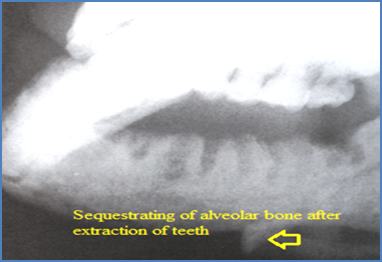 Sequestrating of alveolar bone after
extraction of teeth